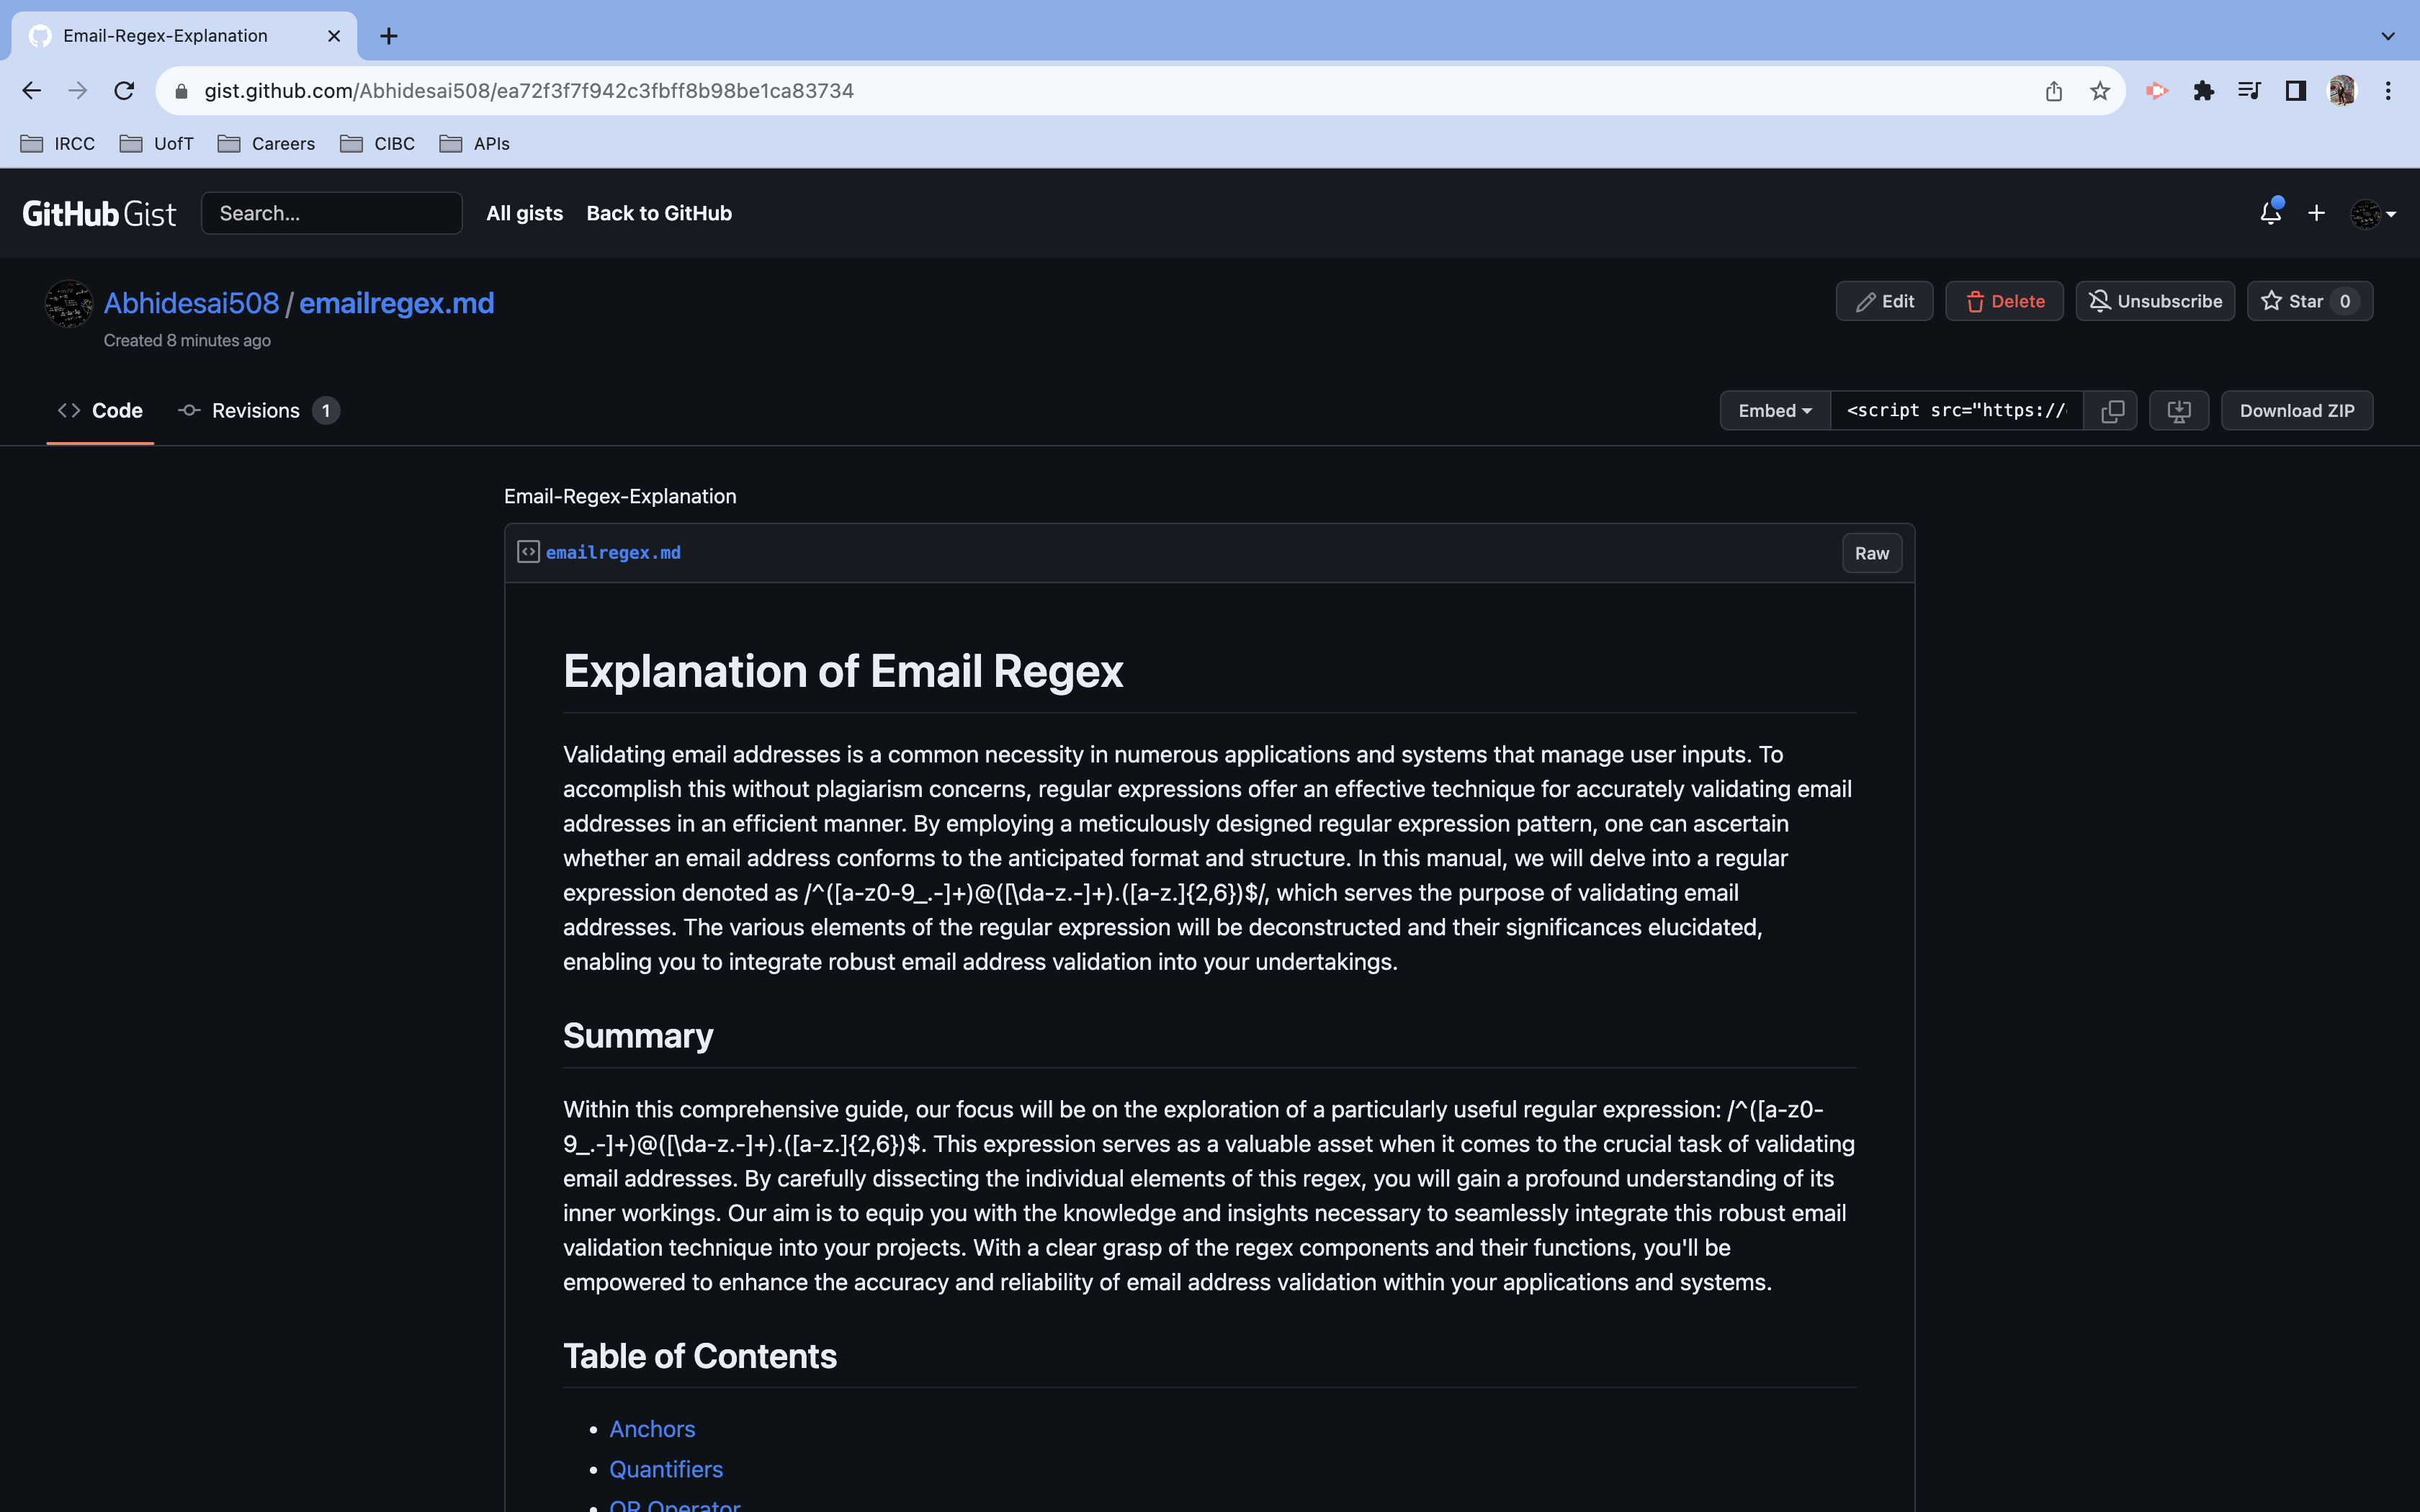 Email-Regex-Explanation
gist.github.com/Abhidesai508/ea72f3f7f942c3fbff8b98be1ca83734
IRCC UofT Careers CIBC APIs
GitHub Gist Search... All gists Back to GitHub
Abhidesai508 / emailregex.md
Edit Delete Unsubscribe Star 0
Created 8 minutes ago
Code Revisions 1
Embed <script src="https:// Download ZIP
Email-Regex-Explanation
emailregex.md Raw
Explanation of Email Regex
Validating email addresses is a common necessity in numerous applications and systems that manage user inputs. To
accomplish this without plagiarism concerns, regular expressions offer an effective technique for accurately validating email
addresses in an efficient manner. By employing a meticulously designed regular expression pattern, one can ascertain
whether an email address conforms to the anticipated format and structure. In this manual, we will delve into a regular
expression denoted as /^([a-z0-9_.-]+)@([\da-z.-]+).([a-z.]{2,6})$/, which serves the purpose of validating email
addresses. The various elements of the regular expression will be deconstructed and their significances elucidated,
enabling you to integrate robust email address validation into your undertakings.
Summary
Within this comprehensive guide, our focus will be on the exploration of a particularly useful regular expression: /^([a-z0-
9_.-]+)@([\da-z.-]+).([a-z.]{2,6})$. This expression serves as a valuable asset when it comes to the crucial task of validating
email addresses. By carefully dissecting the individual elements of this regex, you will gain a profound understanding of its
inner workings. Our aim is to equip you with the knowledge and insights necessary to seamlessly integrate this robust email
validation technique into your projects. With a clear grasp of the regex components and their functions, you'll be
empowered to enhance the accuracy and reliability of email address validation within your applications and systems.
Table of Contents
Anchors
Quantifiers
OR Operator